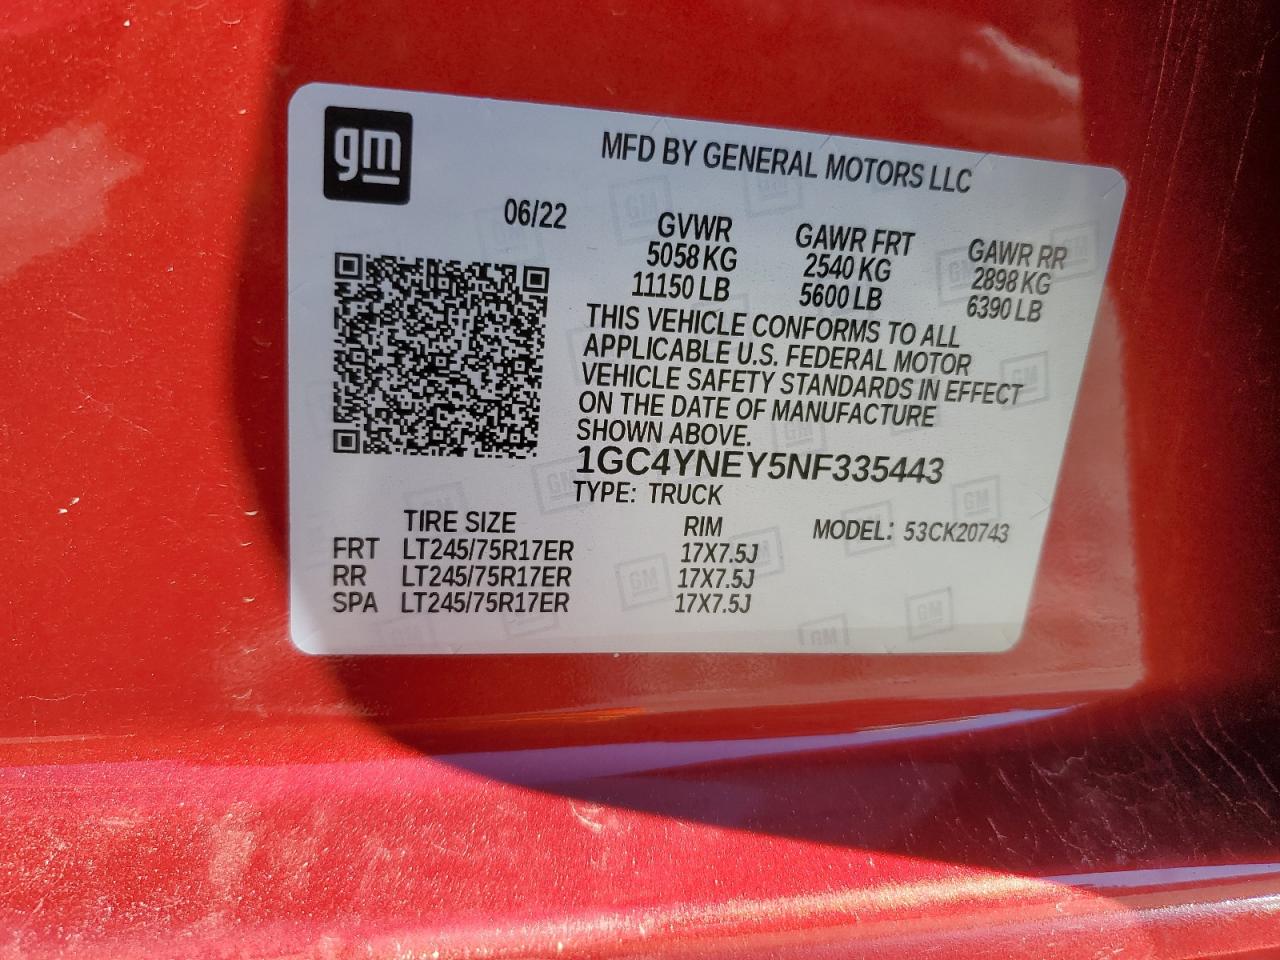 gm
MFD BY GENERAL MOTORS LLC
06/22
GVWR GAWR FRT GAWR RR
5058 KG 2540 KG 2898 KG
11150 LB 5600 LB 6390 LB
THIS VEHICLE CONFORMS TO ALL
APPLICABLE U.S. FEDERAL MOTOR
VEHICLE SAFETY STANDARDS IN EFFECT
ON THE DATE OF MANUFACTURE
SHOWN ABOVE.
1GC4YNEY5NF335443
TYPE: TRUCK
TIRE SIZE RIM MODEL: 53CK20743
FRT LT245/75R17ER 17X7.5J
RR LT245/75R17ER 17X7.5J
SPA LT245/75R17ER 17X7.5J